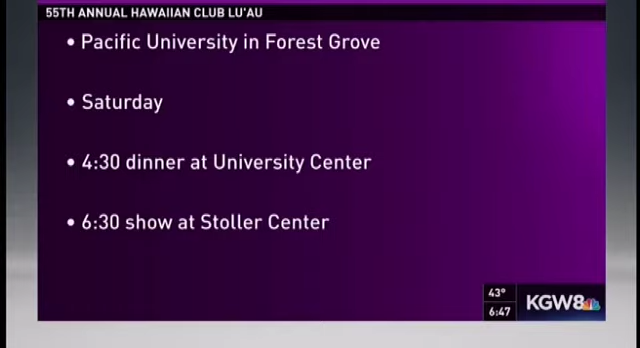 55TH ANNUAL HAWAIIAN CLUB LU'AU
• Pacific University in Forest Grove
• Saturday
• 4:30 dinner at University Center
• 6:30 show at Stoller Center
43°
6:47
KGW8